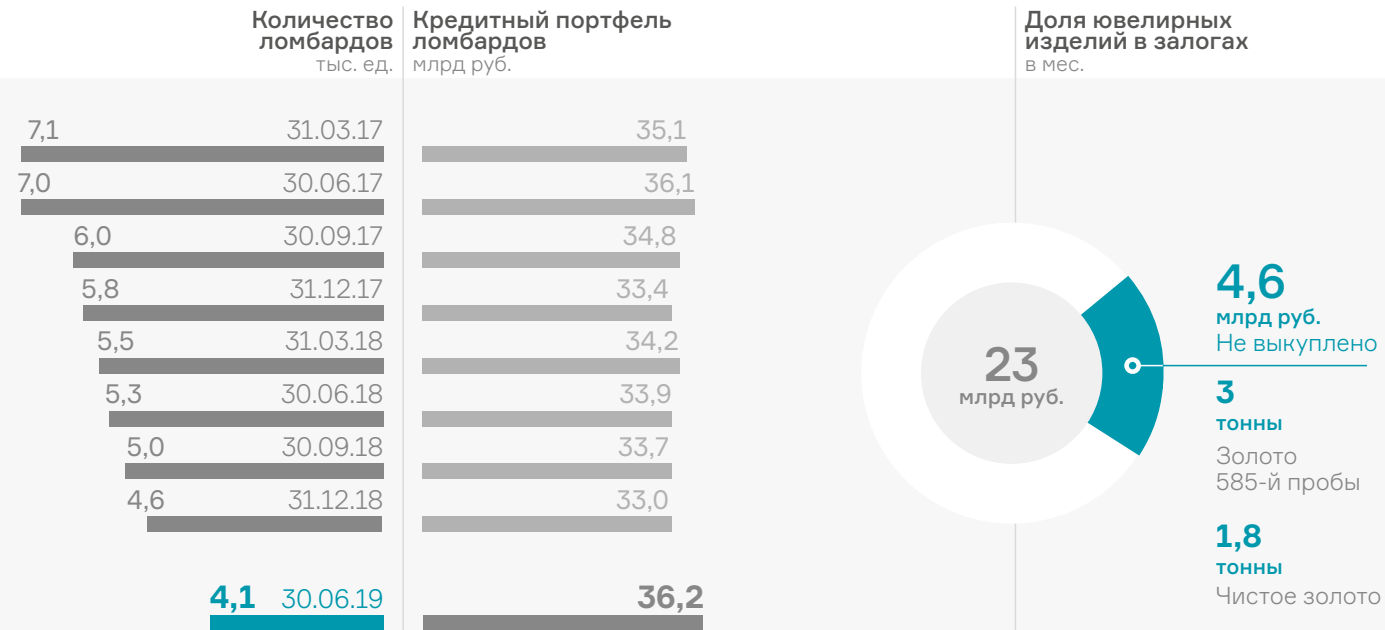 Количество
ломбардов
тыс. ед.
Кредитный портфель
ломбардов
млрд руб.
Доля ювелирных
изделий в залогах
в мес.
7,1 31.03.17 35,1
7,0 30.06.17 36,1
6,0 30.09.17 34,8
5,8 31.12.17 33,4
5,5 31.03.18 34,2
5,3 30.06.18 33,9
5,0 30.09.18 33,7
4,6 31.12.18 33,0
4,1 30.06.19 36,2
23
млрд руб.
4,6
млрд руб.
Не выкуплено
3
тонны
Золото
585-й пробы
1,8
тонны
Чистое золото